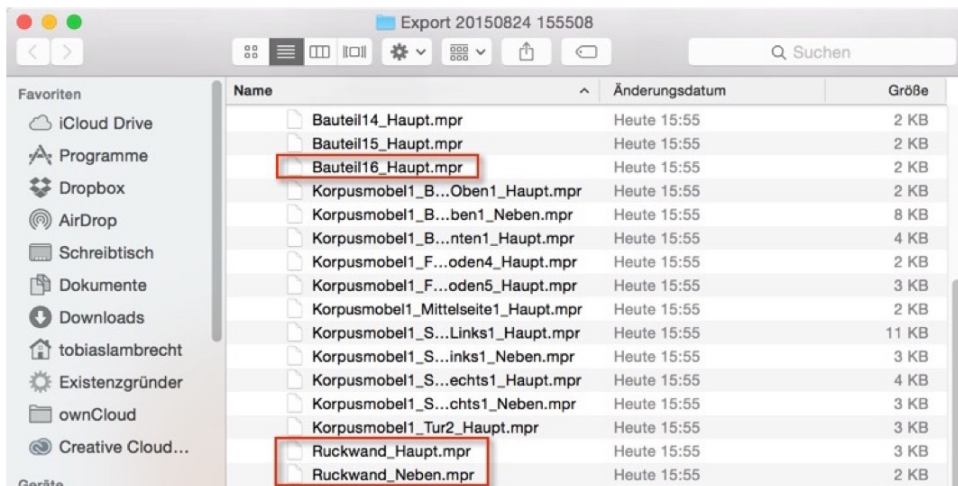 Export 20150824 155508
Suchen
Favoriten
iCloud Drive
Programme
Dropbox
AirDrop
Schreibtisch
Dokumente
Downloads
tobiaslambrecht
Existenzgründer
ownCloud
Creative Cloud...
Geräte
Name Änderungsdatum Größe
Bauteil14_Haupt.mpr Heute 15:55 2 KB
Bauteil15_Haupt.mpr Heute 15:55 2 KB
Bauteil16_Haupt.mpr Heute 15:55 2 KB
Korpusmobel1_B...Oben1_Haupt.mpr Heute 15:55 2 KB
Korpusmobel1_B...ben1_Neben.mpr Heute 15:55 8 KB
Korpusmobel1_B...nten1_Haupt.mpr Heute 15:55 4 KB
Korpusmobel1_F...oden4_Haupt.mpr Heute 15:55 2 KB
Korpusmobel1_F...oden5_Haupt.mpr Heute 15:55 3 KB
Korpusmobel1_Mittelseite1_Haupt.mpr Heute 15:55 2 KB
Korpusmobel1_S...Links1_Haupt.mpr Heute 15:55 11 KB
Korpusmobel1_S...inks1_Neben.mpr Heute 15:55 3 KB
Korpusmobel1_S...echts1_Haupt.mpr Heute 15:55 4 KB
Korpusmobel1_S...chts1_Neben.mpr Heute 15:55 3 KB
Korpusmobel1_Tur2_Haupt.mpr Heute 15:55 3 KB
Ruckwand_Haupt.mpr Heute 15:55 3 KB
Ruckwand_Neben.mpr Heute 15:55 2 KB